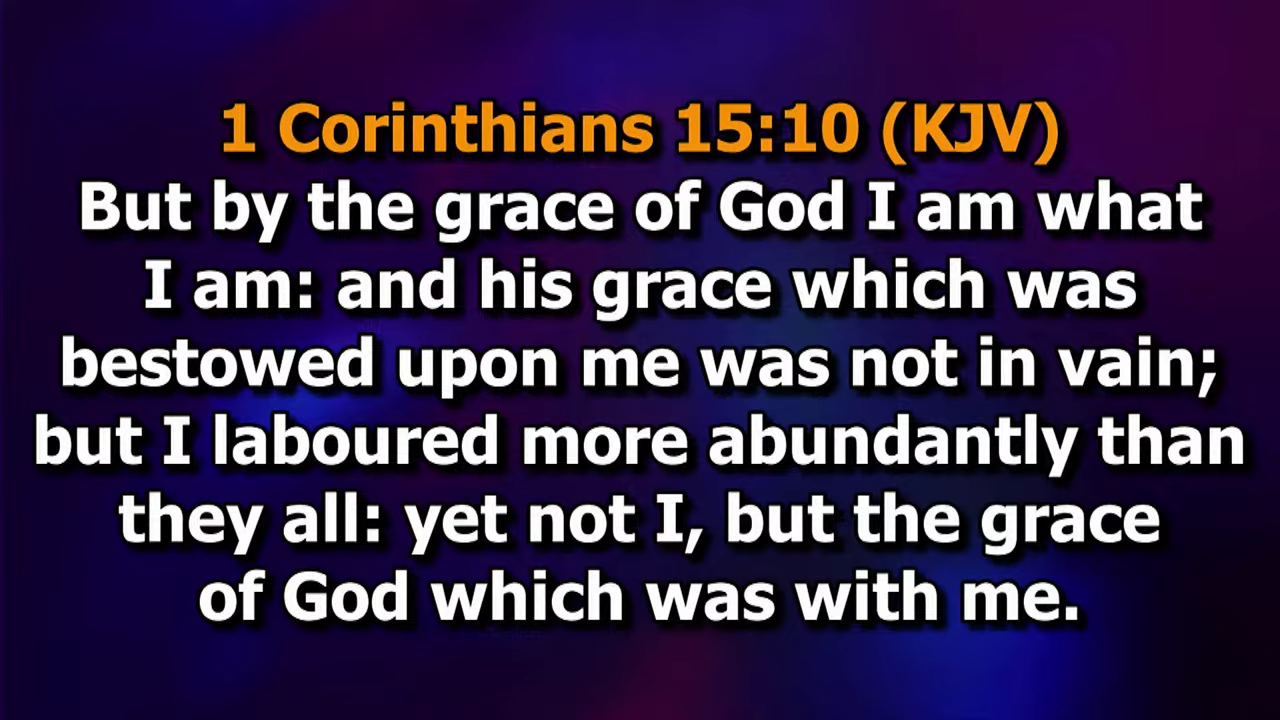 1 Corinthians 15:10 (KJV)
But by the grace of God I am what
I am: and his grace which was
bestowed upon me was not in vain;
but I laboured more abundantly than
they all: yet not I, but the grace
of God which was with me.